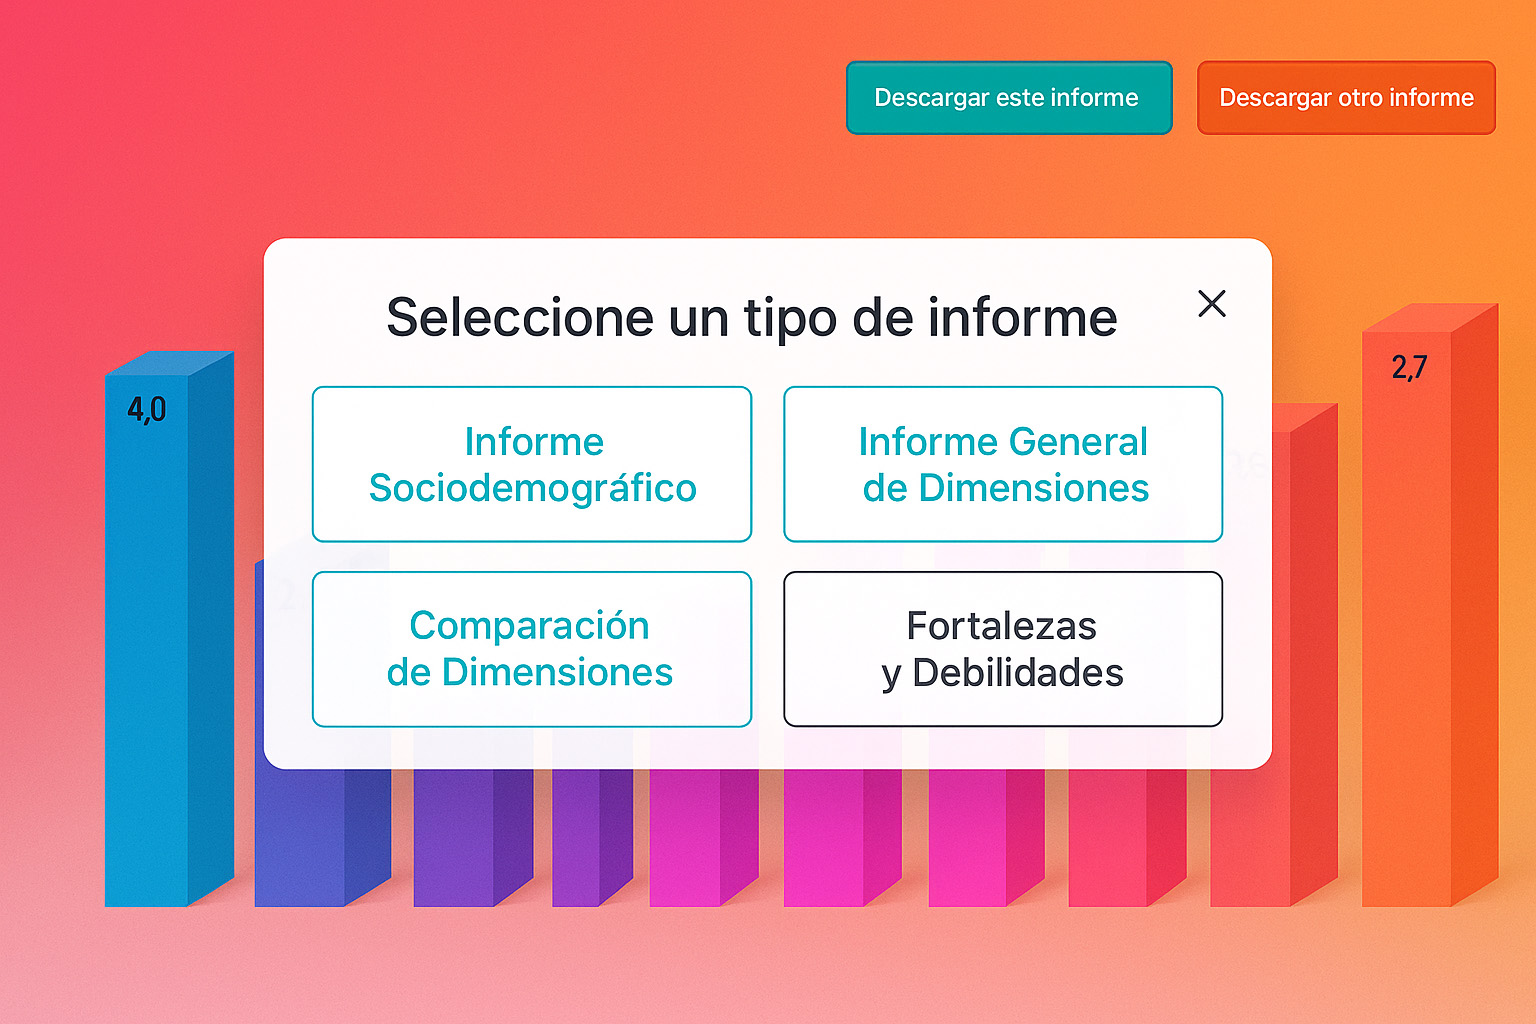 Descargar este informe
Descargar otro informe
Seleccione un tipo de informe
Informe
Sociodemográfico
Informe General
de Dimensiones
Comparación
de Dimensiones
Fortalezas
y Debilidades
4,0
2,7